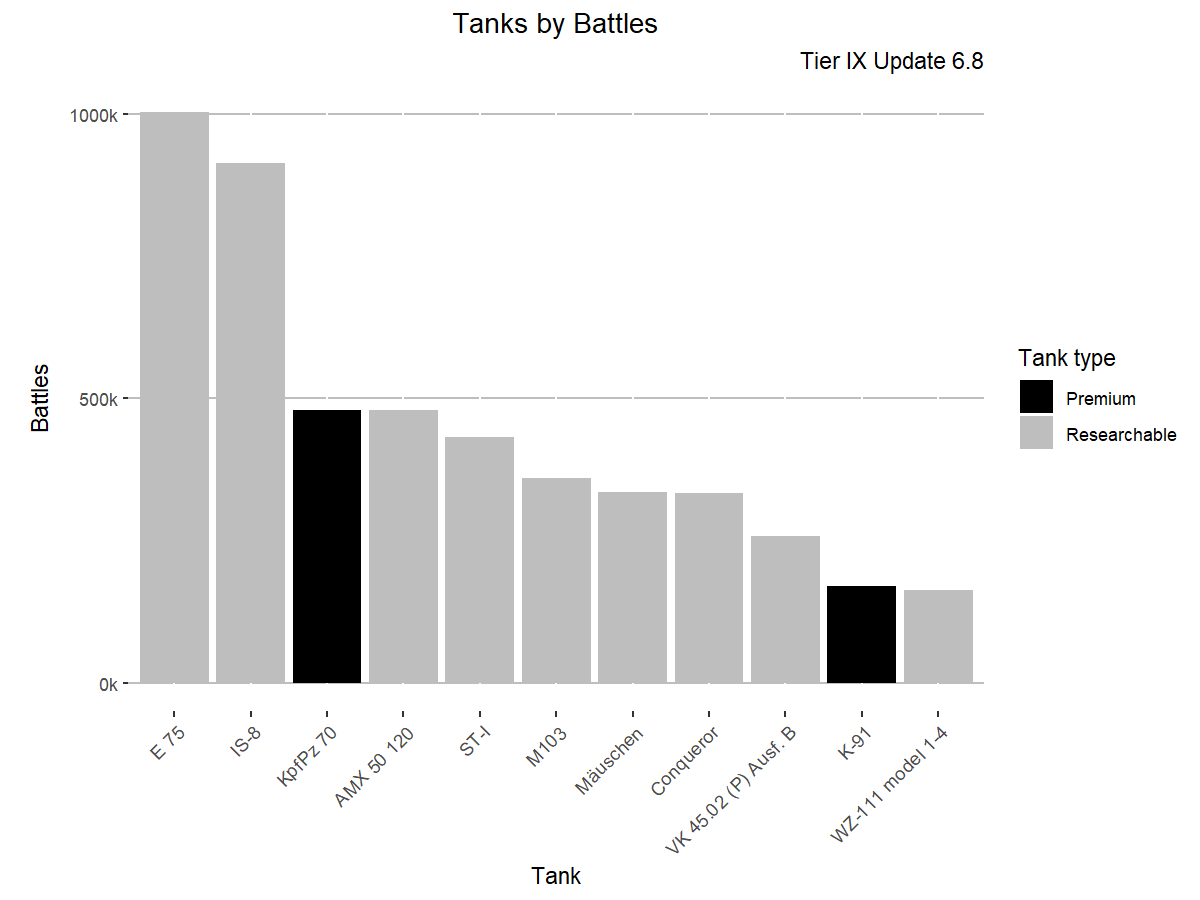 Tanks by Battles
Tier IX Update 6.8
Battles
1000k
500k
0k
E 75
IS-8
KpfPz 70
AMX 50 120
ST-I
M103
Mäuschen
Conqueror
VK 45.02 (P) Ausf. B
K-91
WZ-111 model 1-4
Tank
Tank type
Premium
Researchable